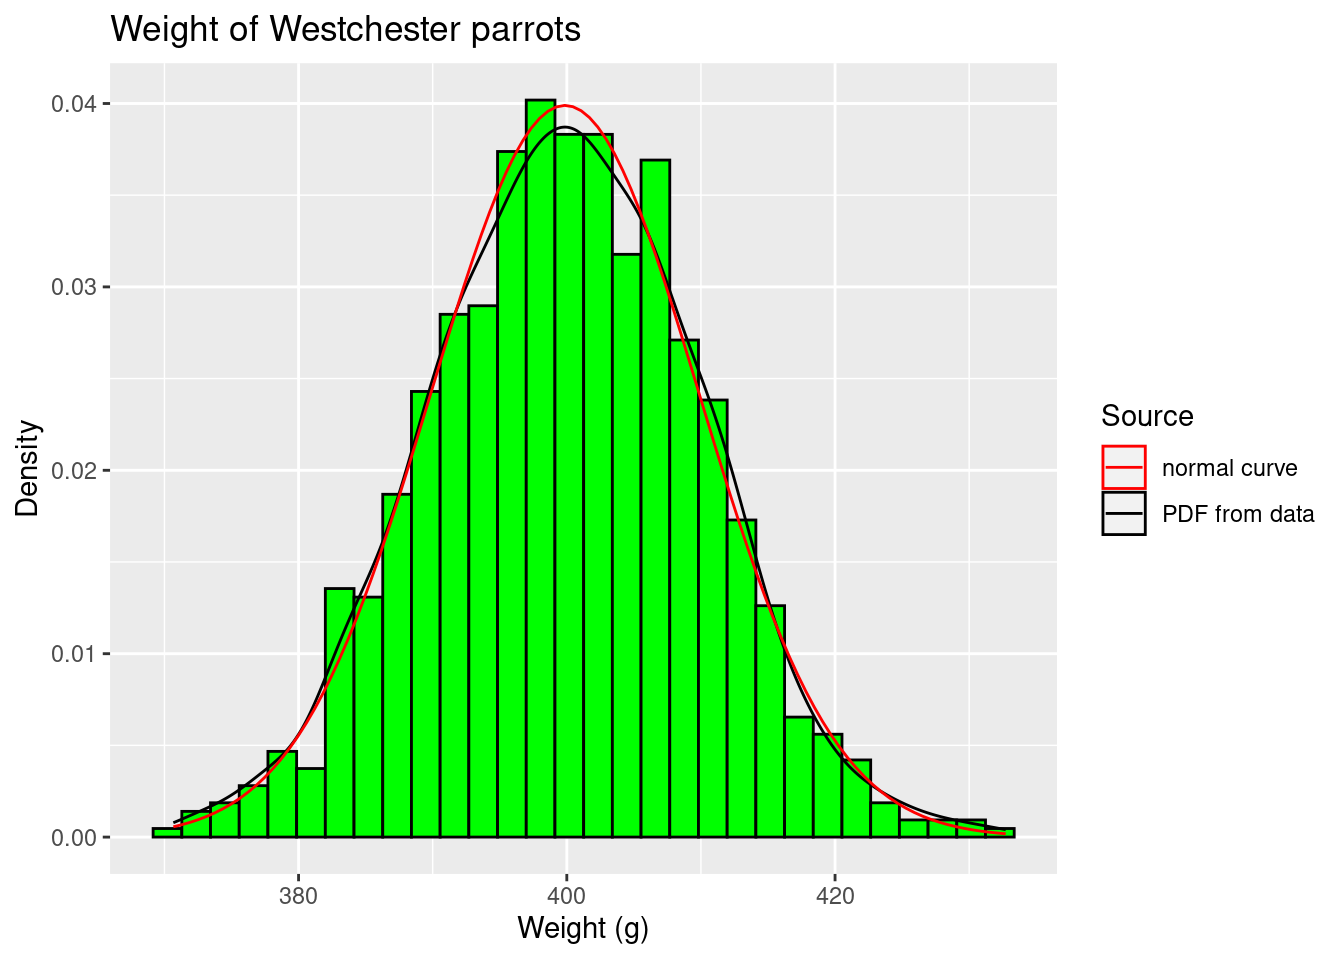 Weight of Westchester parrots
0.04
0.03
0.02
0.01
0.00
Density
380
400
420
Weight (g)
Source
normal curve
PDF from data